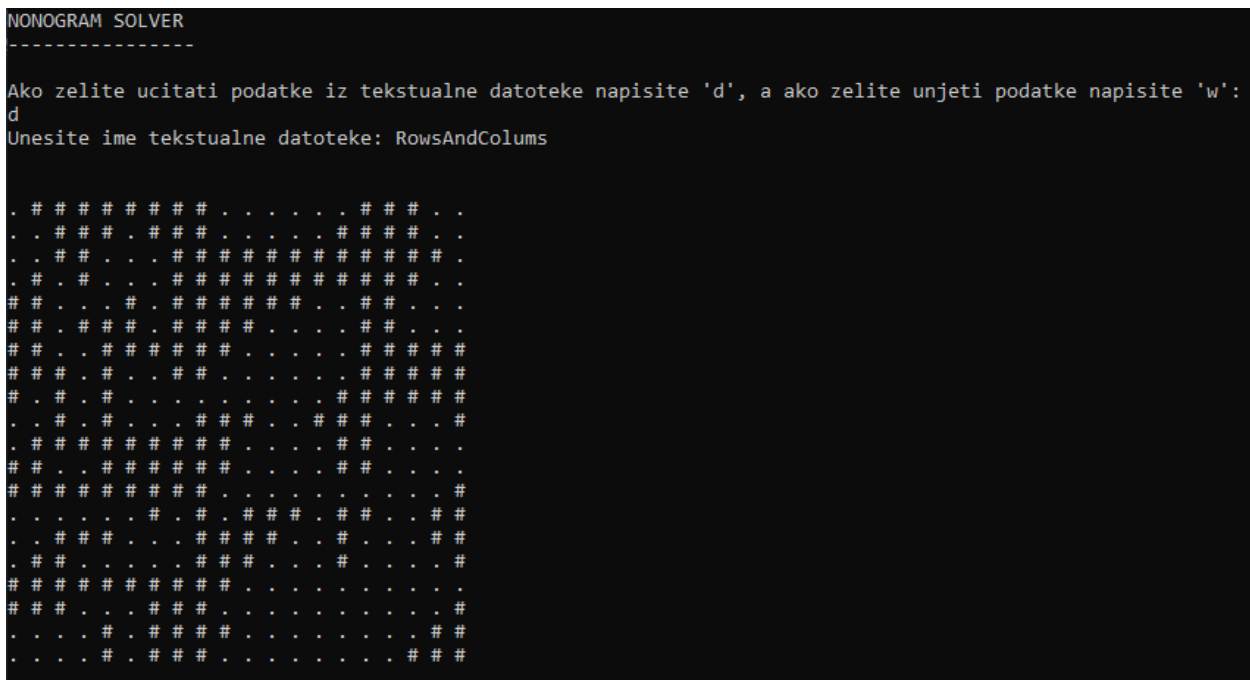 NONOGRAM SOLVER
----------------
Ako zelite ucitati podatke iz tekstualne datoteke napisite 'd', a ako zelite unjeti podatke napisite 'w':
d
Unesite ime tekstualne datoteke: RowsAndColums
. # # # # # # # # . . . . . . # # # . .
. . # # # . # # # . . . . . # # # # . .
. . # # . . . # # # # # # # # # # # # .
. # . # . . . # # # # # # # # # # # . .
# # . . . # . # # # # # # . . # # . . .
# # . # # # . # # # # . . . . # # . . .
# # . . # # # # # # . . . . . # # # # #
# # # . # . . # # . . . . . . # # # # #
# . # . # . . . . . . . . . # # # # # #
. . # . # . . . # # # . . # # # . . . #
. # # # # # # # # # . . . . # # . . . .
# # . . # # # # # # . . . . # # . . . .
# # # # # # # # # . . . . . . . . . . #
. . . . . . # . # . # # # . # # . . # #
. . # # # . . . # # # # . . # . . . # #
. # # . . . . . # # # . . . # . . . . #
# # # # # # # # # # . . . . . . . . . .
# # # . . . # # # . . . . . . . . . . #
. . . . # . # # # # . . . . . . . . # #
. . . . # . # # # . . . . . . . . # # #